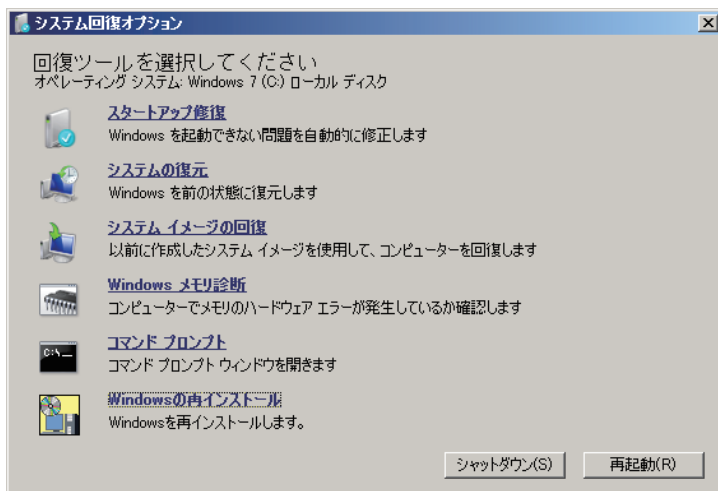 システム回復オプション
回復ツールを選択してください
オペレーティング システム: Windows 7 (C:) ローカル ディスク
スタートアップ修復
Windows を起動できない問題を自動的に修正します
システムの復元
Windows を前の状態に復元します
システム イメージの回復
以前に作成したシステム イメージを使用して、コンピューターを回復します
Windows メモリ診断
コンピューターでメモリのハードウェア エラーが発生しているか確認します
コマンド プロンプト
コマンド プロンプト ウィンドウを開きます
Windowsの再インストール
Windowsを再インストールします。
シャットダウン(S)
再起動(R)